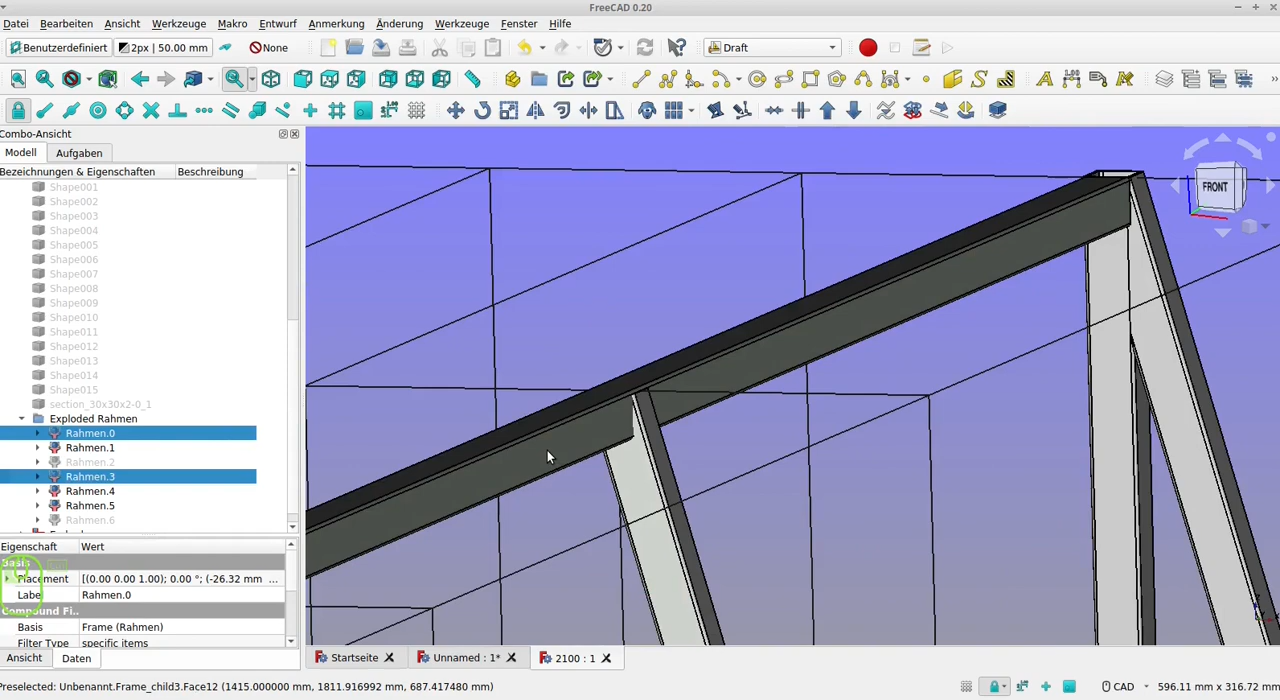 FreeCAD 0.20
Datei Bearbeiten Ansicht Werkzeuge Makro Entwurf Anmerkung Änderung Werkzeuge Fenster Hilfe
Benutzerdefiniert 2px | 50.00 mm None Draft
Combo-Ansicht
Modell Aufgaben
Bezeichnungen & Eigenschaften Beschreibung
Shape001
Shape002
Shape003
Shape004
Shape005
Shape006
Shape007
Shape008
Shape009
Shape010
Shape011
Shape012
Shape013
Shape014
Shape015
section_30x30x2-0_1
Exploded Rahmen
Rahmen.0
Rahmen.1
Rahmen.2
Rahmen.3
Rahmen.4
Rahmen.5
Rahmen.6
FRONT
Eigenschaft Wert
Basis
Placement [(0.00 0.00 1.00); 0.00 °; (-26.32 mm ...
Label Rahmen.0
Compound Fi..
Basis Frame (Rahmen)
Filter Type specific items
Ansicht Daten
Startseite Unnamed : 1* 2100 : 1
Preselected: Unbenannt.Frame_child3.Face12 (1415.000000 mm, 1811.916992 mm, 687.417480 mm) CAD 596.11 mm x 316.72 mm